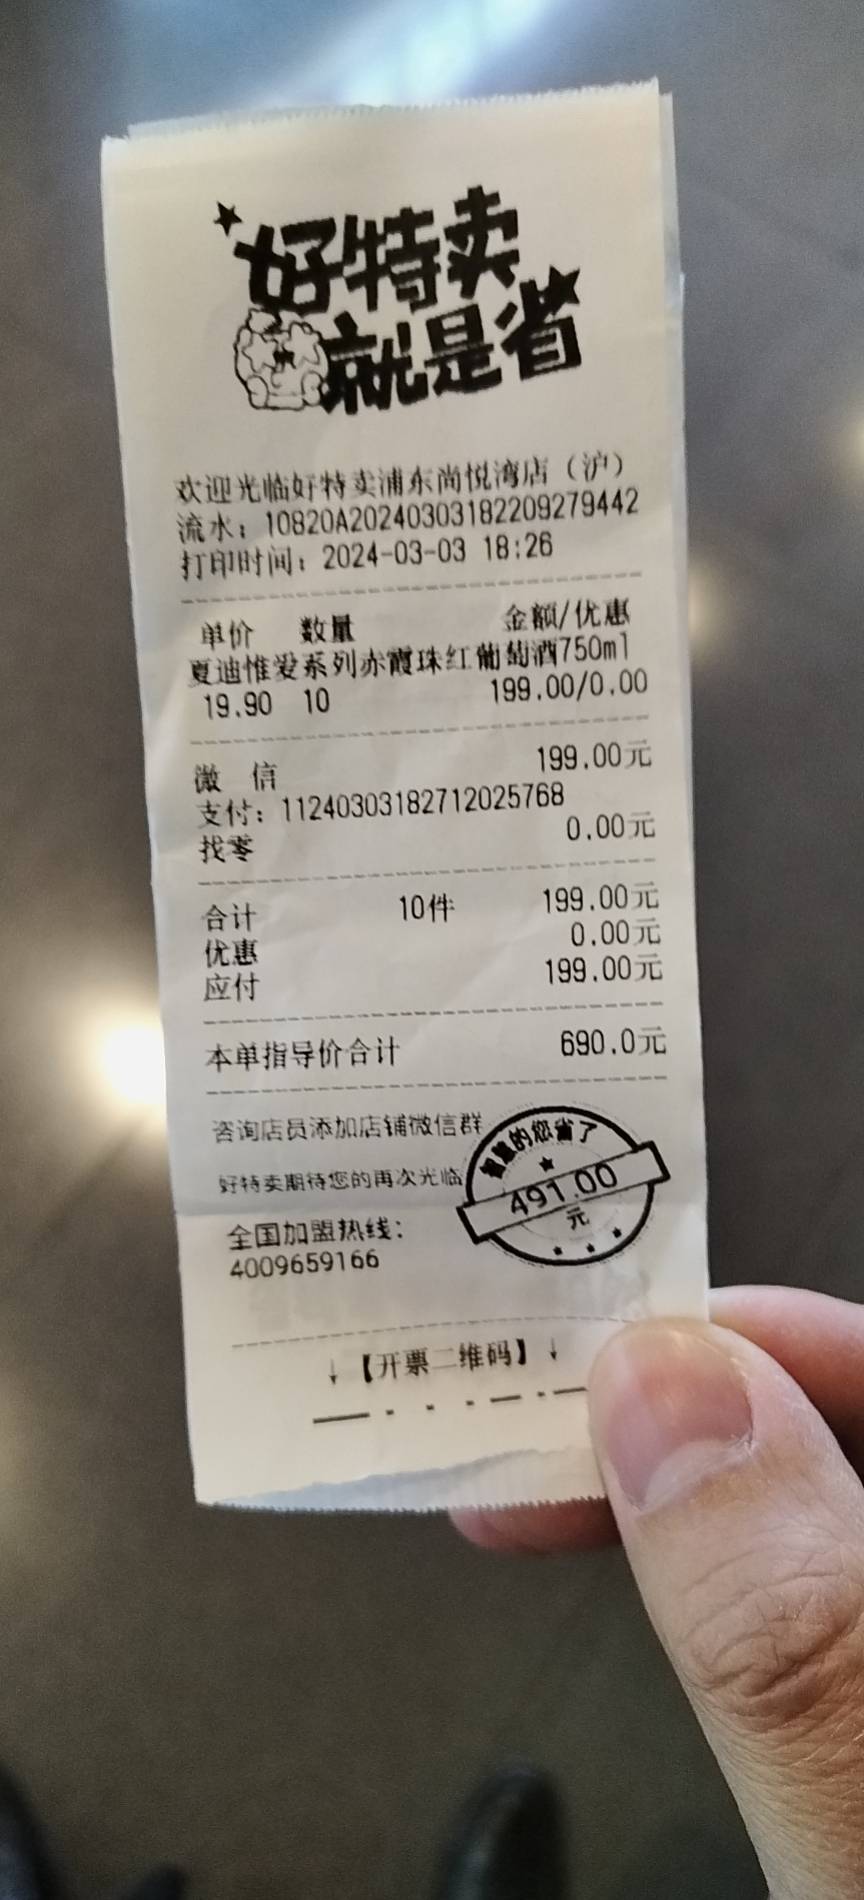 好特卖
就是省
欢迎光临好特卖浦东尚悦湾店（沪）
流水：10820A20240303182209279442
打印时间：2024-03-03 18:26
单价 数量 金额/优惠
夏迪惟爱系列赤霞珠红葡萄酒750ml
19.90 10 199.00/0.00
微 信 199.00元
支付：11240303182712025768
找零 0.00元
合计 10件 199.00元
优惠 0.00元
应付 199.00元
本单指导价合计 690.0元
咨询店员添加店铺微信群
好特卖期待您的再次光临
的您省了
491.00
元
全国加盟热线：
4009659166
↓【开票二维码】↓